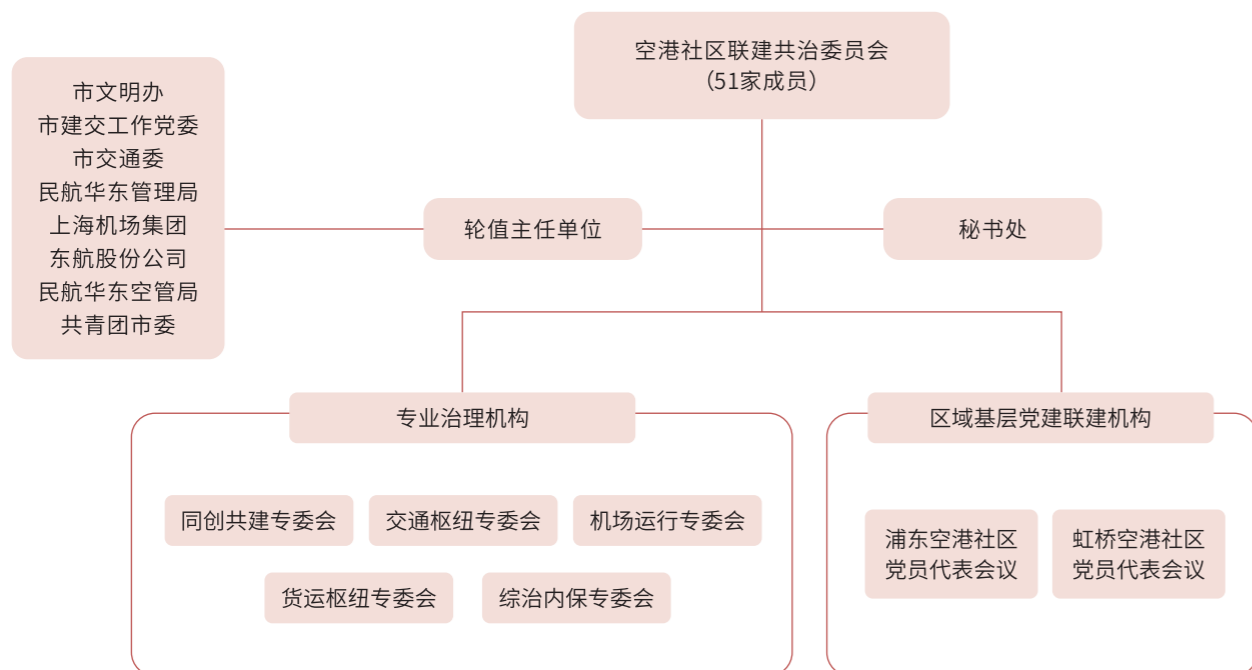 空港社区联建共治委员会
（51家成员）
市文明办
市建交工作党委
市交通委
民航华东管理局
上海机场集团
东航股份公司
民航华东空管局
共青团市委
轮值主任单位
秘书处
专业治理机构
区域基层党建联建机构
同创共建专委会
交通枢纽专委会
机场运行专委会
货运枢纽专委会
综治内保专委会
浦东空港社区
党员代表会议
虹桥空港社区
党员代表会议